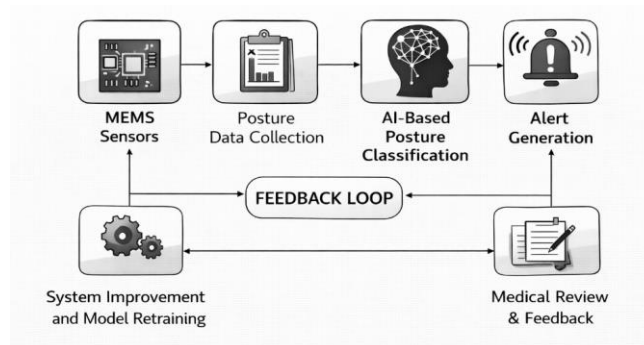 MEMS
Sensors
Posture
Data Collection
AI-Based
Posture
Classification
Alert
Generation
FEEDBACK LOOP
System Improvement
and Model Retraining
Medical Review
& Feedback